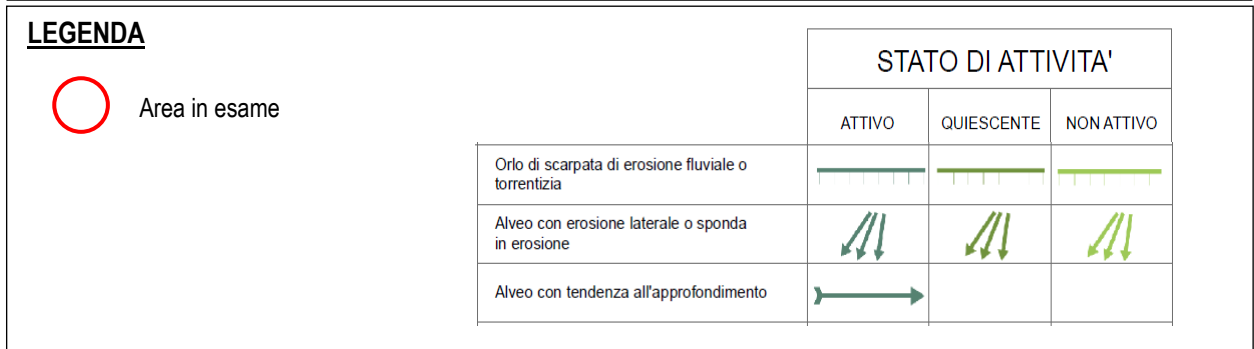 LEGENDA
Area in esame
STATO DI ATTIVITA'
ATTIVO QUIESCENTE NON ATTIVO
Orlo di scarpata di erosione fluviale o
torrentizia
Alveo con erosione laterale o sponda
in erosione
Alveo con tendenza all'approfondimento